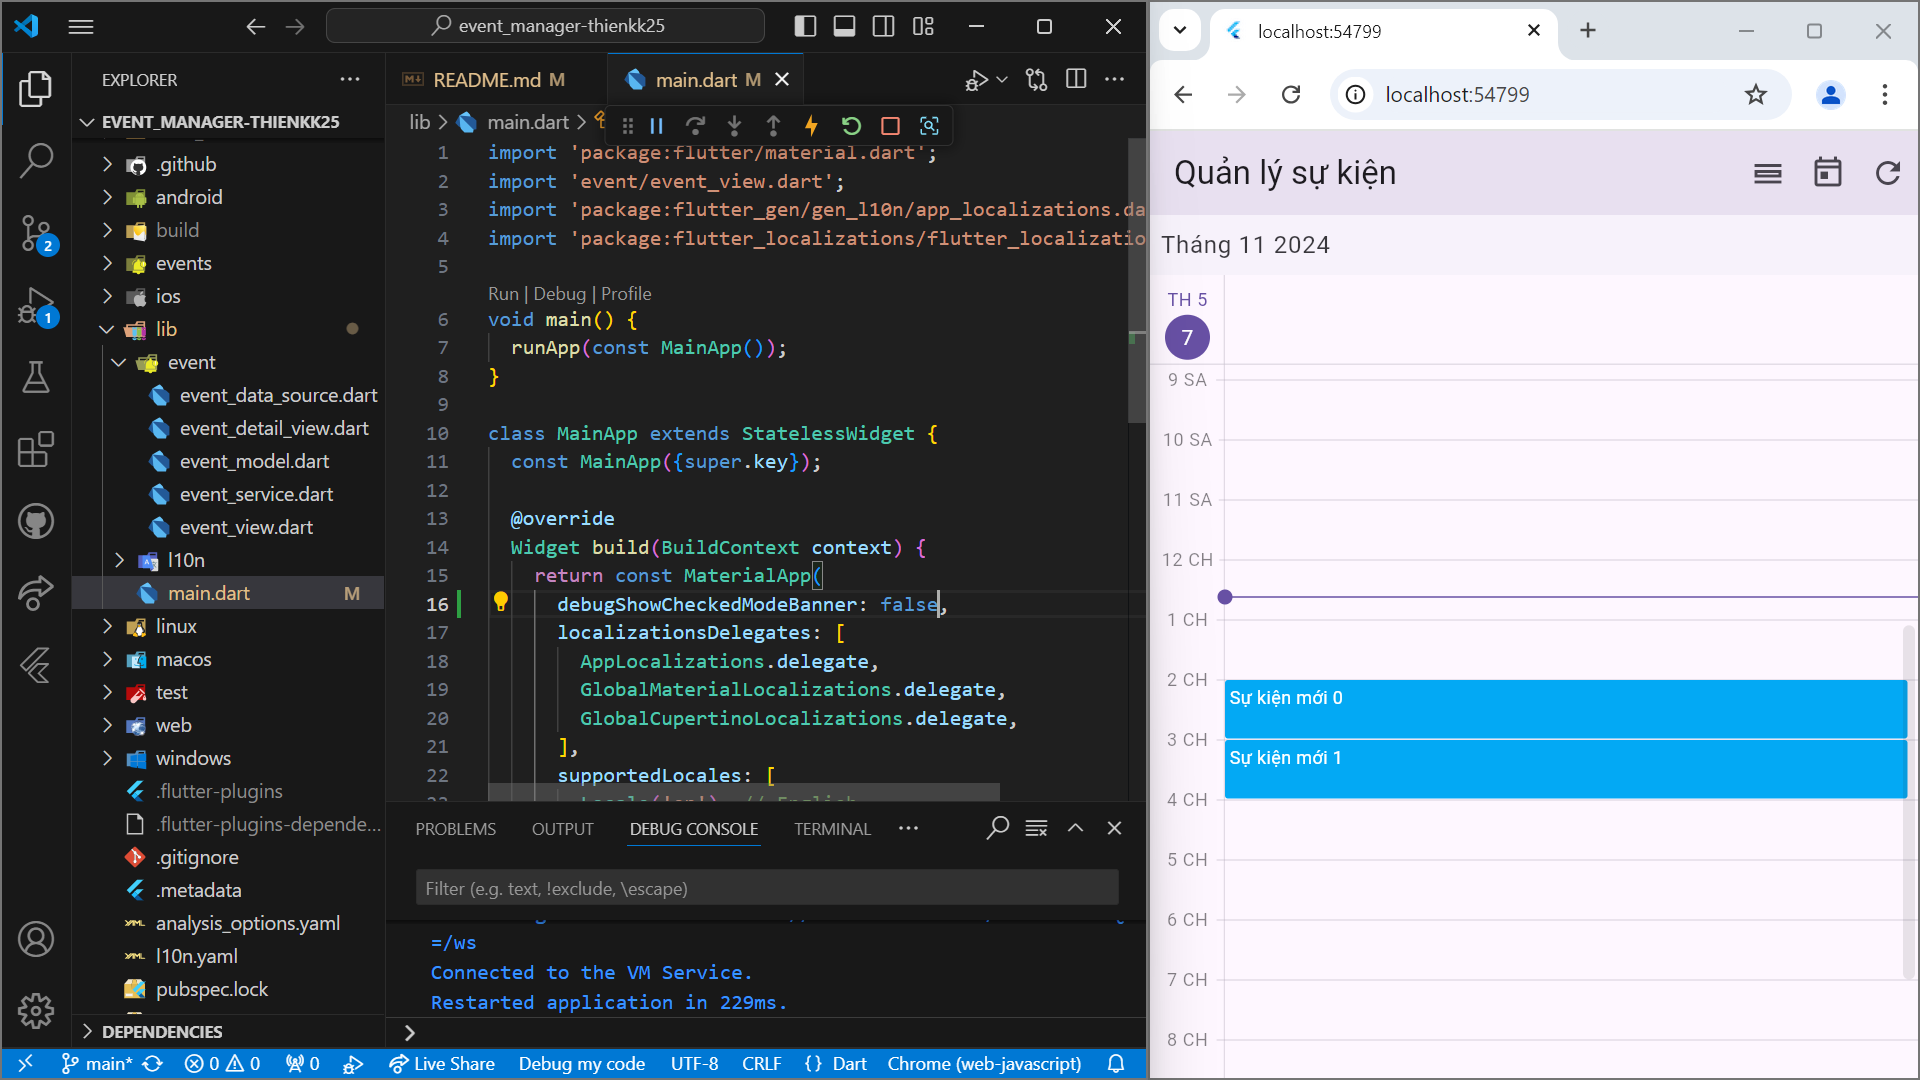 event_manager-thienkk25
EXPLORER
EVENT_MANAGER-THIENKK25
.github
android
build
events
ios
lib
event
event_data_source.dart
event_detail_view.dart
event_model.dart
event_service.dart
event_view.dart
l10n
main.dart M
linux
macos
test
web
windows
.flutter-plugins
.flutter-plugins-depende...
.gitignore
.metadata
analysis_options.yaml
l10n.yaml
pubspec.lock
DEPENDENCIES
2
1
README.md M
main.dart M
lib > main.dart >
1 import 'package:flutter/material.dart';
2 import 'event/event_view.dart';
3 import 'package:flutter_gen/gen_l10n/app_localizations.da
4 import 'package:flutter_localizations/flutter_localizatio
5
Run | Debug | Profile
6 void main() {
7 runApp(const MainApp());
8 }
9
10 class MainApp extends StatelessWidget {
11 const MainApp({super.key});
12
13 @override
14 Widget build(BuildContext context) {
15 return const MaterialApp(
16 debugShowCheckedModeBanner: false,
17 localizationsDelegates: [
18 AppLocalizations.delegate,
19 GlobalMaterialLocalizations.delegate,
20 GlobalCupertinoLocalizations.delegate,
21 ],
22 supportedLocales: [
PROBLEMS OUTPUT DEBUG CONSOLE TERMINAL
Filter (e.g. text, !exclude, \escape)
=/ws
Connected to the VM Service.
Restarted application in 229ms.
main* 0 0 0 Live Share Debug my code UTF-8 CRLF {} Dart Chrome (web-javascript)
localhost:54799
localhost:54799
Quản lý sự kiện
Tháng 11 2024
TH 5
7
9 SA
10 SA
11 SA
12 CH
1 CH
2 CH
Sự kiện mới 0
3 CH
Sự kiện mới 1
4 CH
5 CH
6 CH
7 CH
8 CH